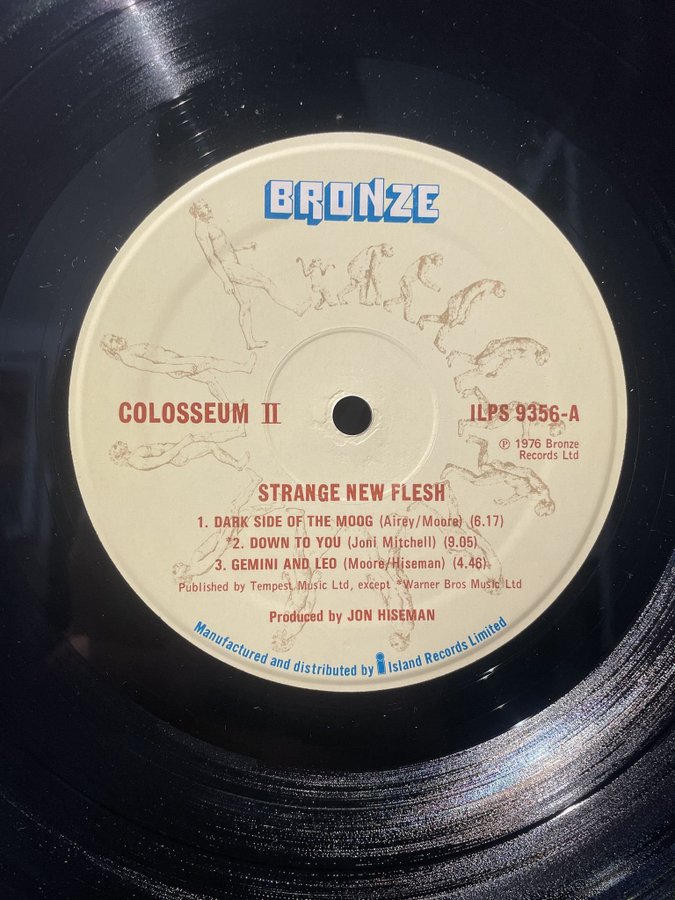 BRONZE
COLOSSEUM II
ILPS 9356-A
℗ 1976 Bronze
Records Ltd
STRANGE NEW FLESH
1. DARK SIDE OF THE MOOG (Airey/Moore) (6.17)
*2. DOWN TO YOU (Joni Mitchell) (9.05)
3. GEMINI AND LEO (Moore/Hiseman) (4.46)
Published by Tempest Music Ltd, except *Warner Bros Music Ltd
Produced by JON HISEMAN
Manufactured and distributed by i Island Records Limited